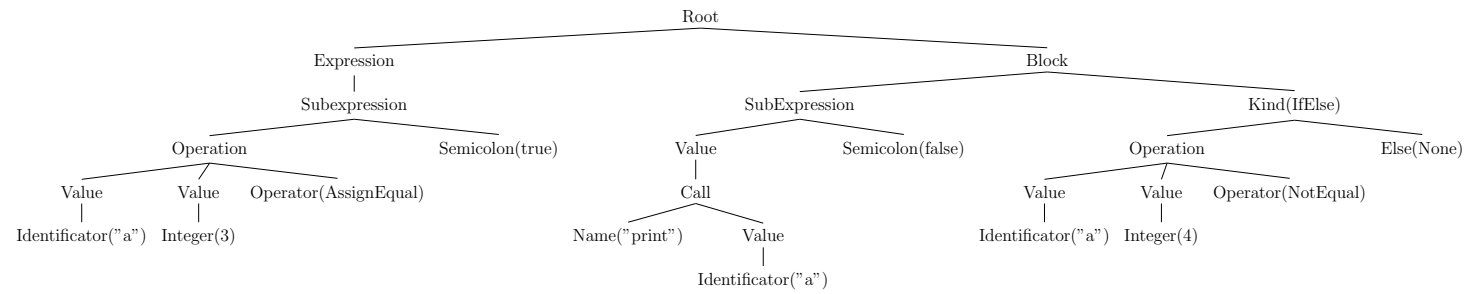 Root
Expression Block
Subexpression SubExpression Kind(IfElse)
Operation Semicolon(true) Value Semicolon(false) Operation Else(None)
Value Value Operator(AssignEqual) Call Value Value Operator(NotEqual)
Identificator("a") Integer(3) Name("print") Value Identificator("a") Integer(4)
Identificator("a")